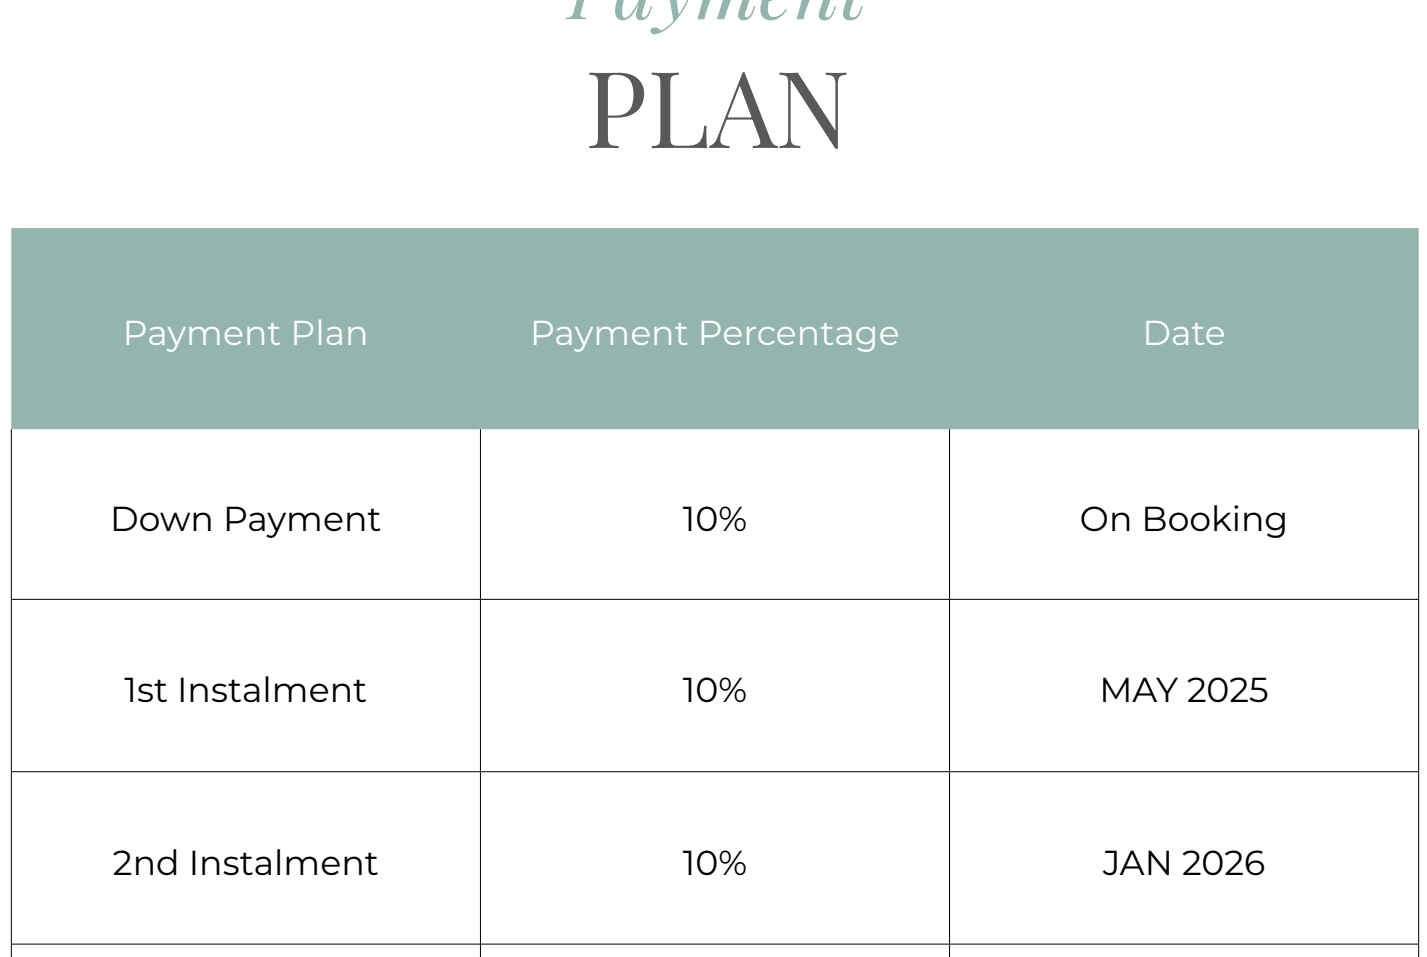 Payment
PLAN
Payment Plan Payment Percentage Date
Down Payment 10% On Booking
1st Instalment 10% MAY 2025
2nd Instalment 10% JAN 2026